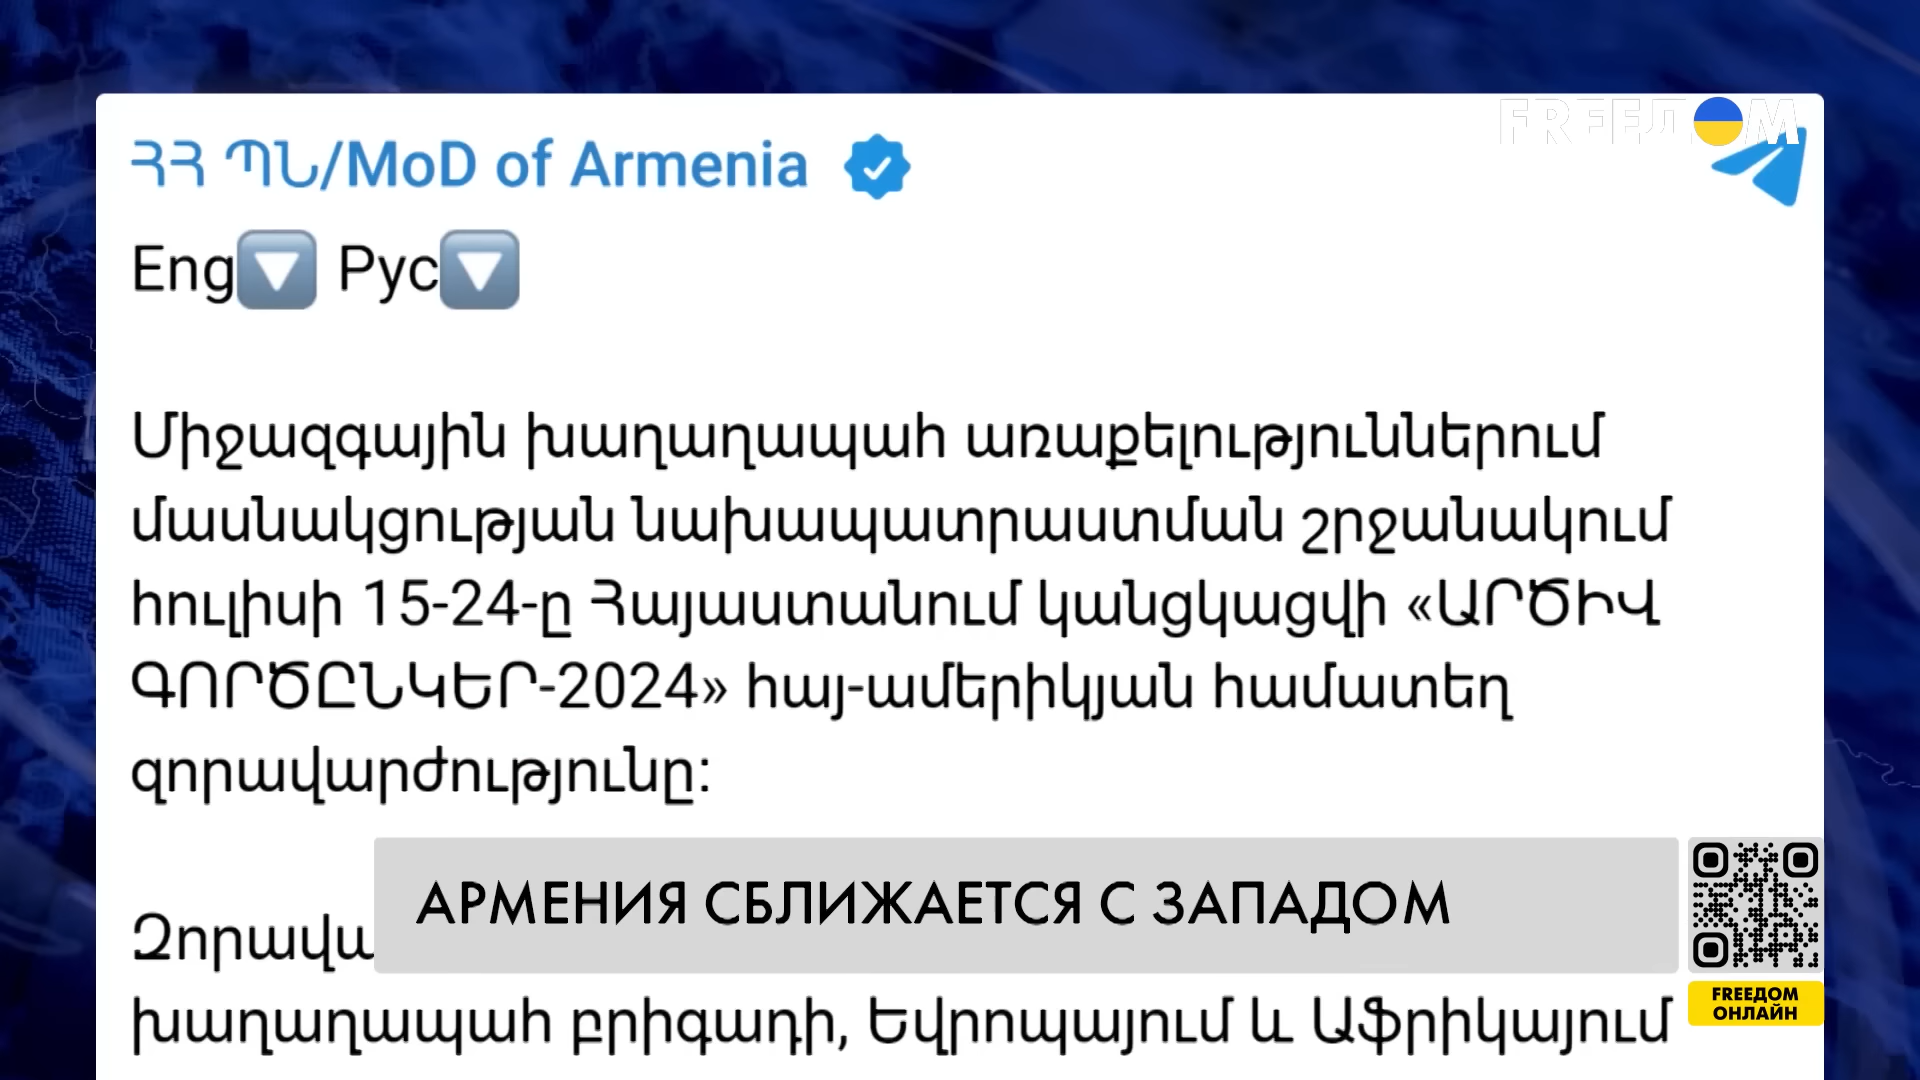 FREEДOM
ՀՀ ՊՆ/MoD of Armenia
Eng🔽 Рус🔽
Միջազգային խաղաղապահ առաքելություններում
մասնակցության նախապատրաստման շրջանակում
հուլիսի 15-24-ը Հայաստանում կանցկացվի «ԱՐԾԻՎ
ԳՈՐԾԸՆԿԵՐ-2024» հայ-ամերիկյան համատեղ
զորավարժությունը:
АРМЕНИЯ СБЛИЖАЕТСЯ С ЗАПАДОМ
խաղաղապահ բրիգադի, Եվրոպայում և Աֆրիկայում
FREEДОМ
ОНЛАЙН